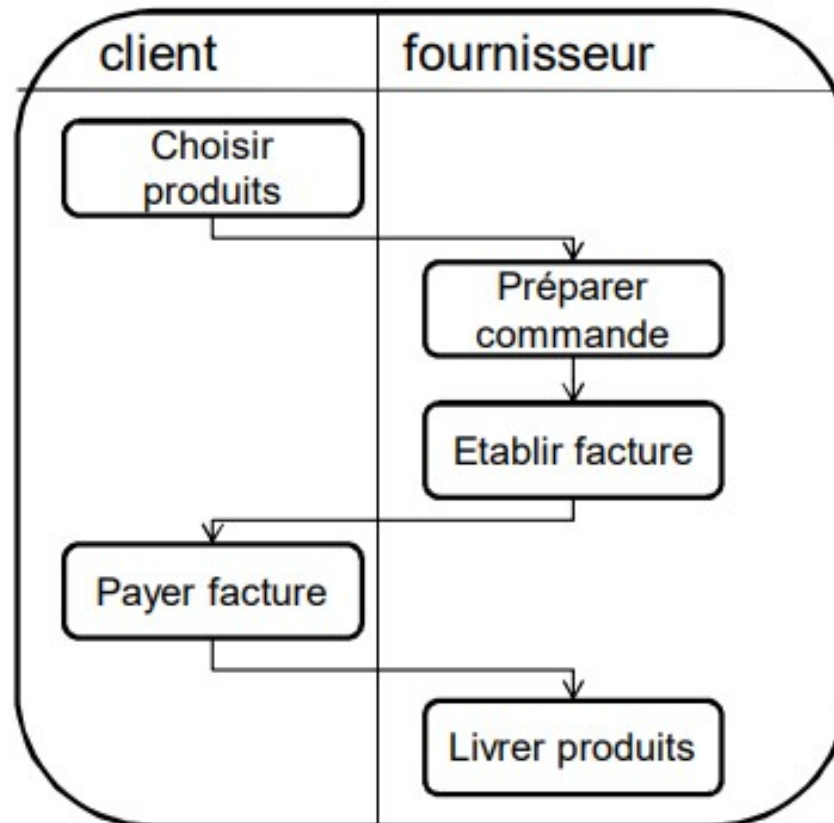 client
fournisseur
Choisir
produits
Préparer
commande
Etablir facture
Payer facture
Livrer produits